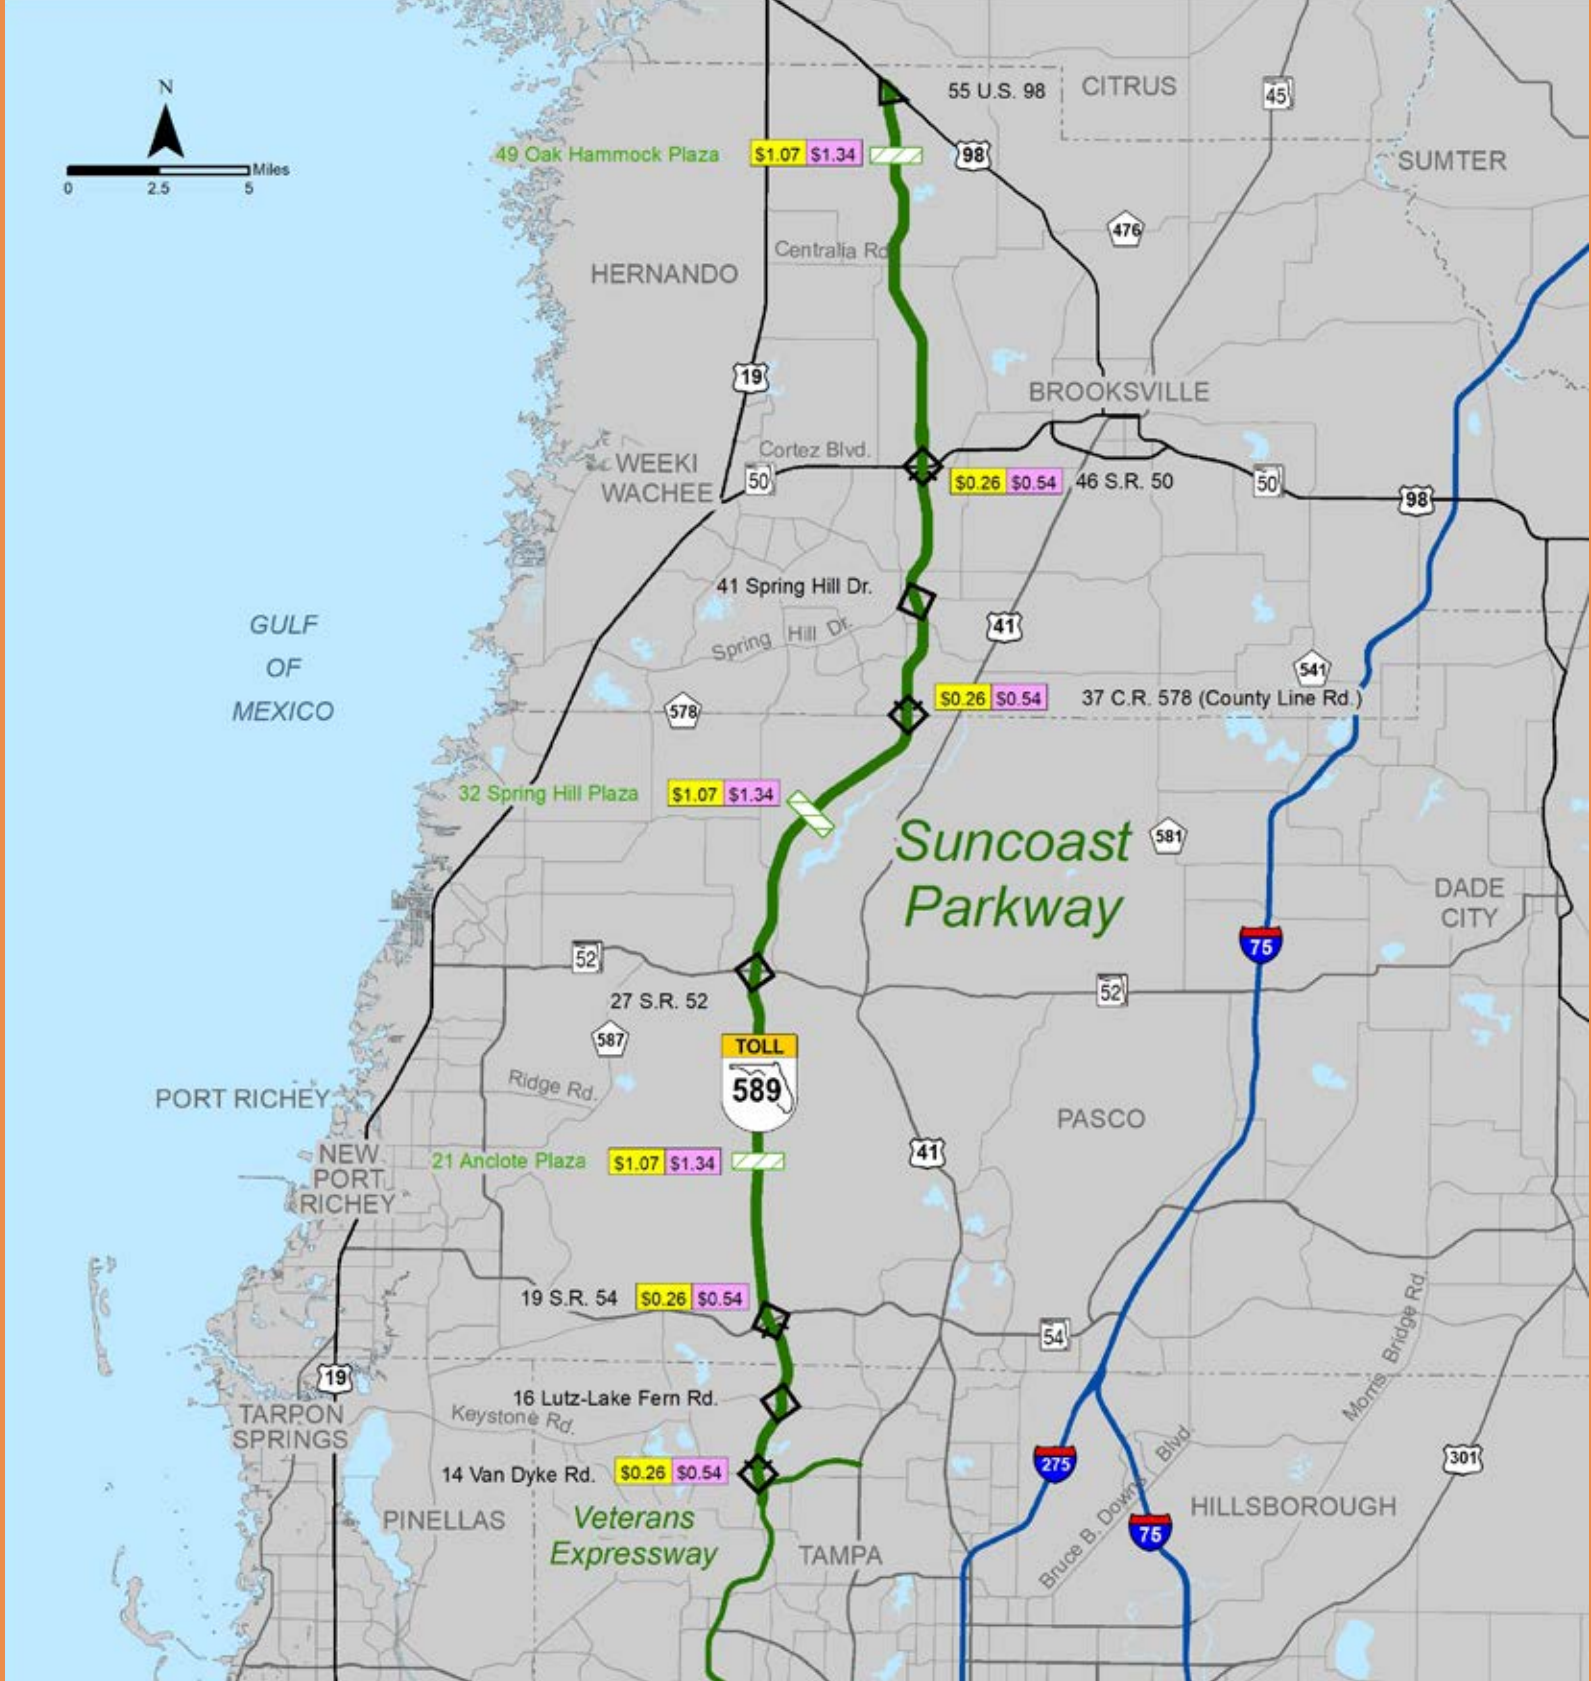 N
Miles
0 2.5 5
55 U.S. 98
CITRUS
45
49 Oak Hammock Plaza $1.07 $1.34
98
SUMTER
476
Centralia Rd
HERNANDO
19
BROOKSVILLE
Cortez Blvd.
WEEKI
WACHEE
50
$0.26 $0.54 46 S.R. 50
50
98
41 Spring Hill Dr.
GULF
OF
MEXICO
Spring Hill Dr.
41
541
578
$0.26 $0.54 37 C.R. 578 (County Line Rd.)
32 Spring Hill Plaza $1.07 $1.34
Suncoast
Parkway
581
DADE
CITY
75
52
27 S.R. 52
52
587
TOLL
589
Ridge Rd.
PORT RICHEY
PASCO
NEW
PORT
RICHEY
21 Anclote Plaza $1.07 $1.34
41
19 S.R. 54 $0.26 $0.54
54
Morris Bridge Rd.
19
16 Lutz-Lake Fern Rd.
TARPON
SPRINGS
Keystone Rd.
14 Van Dyke Rd. $0.26 $0.54
275
Bruce B. Downs Blvd.
301
PINELLAS
Veterans
Expressway
TAMPA
75
HILLSBOROUGH